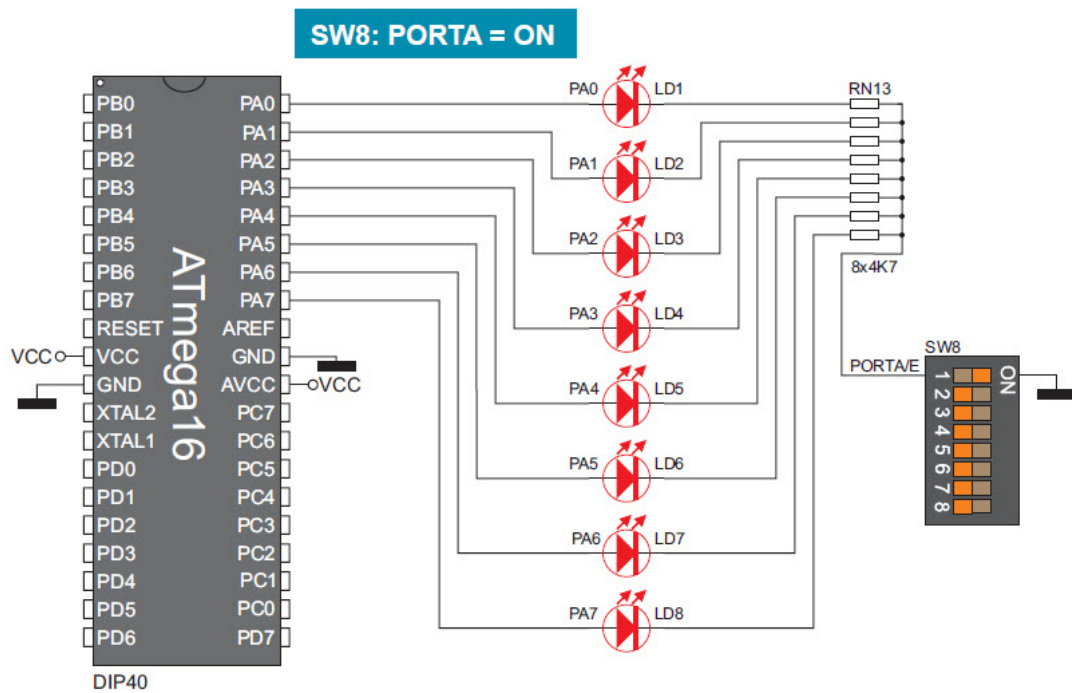 SW8: PORTA = ON
PB0 PA0
PB1 PA1
PB2 PA2
PB3 PA3
PB4 PA4
PB5 PA5
PB6 PA6
PB7 PA7
RESET AREF
VCC VCC GND
GND AVCC VCC
XTAL2 PC7
XTAL1 PC6
PD0 PC5
PD1 PC4
PD2 PC3
PD3 PC2
PD4 PC1
PD5 PC0
PD6 PD7
ATmega16
DIP40
PA0 LD1
PA1 LD2
PA2 LD3
PA3 LD4
PA4 LD5
PA5 LD6
PA6 LD7
PA7 LD8
RN13
8x4K7
SW8
PORTA/E
ON
1
2
3
4
5
6
7
8